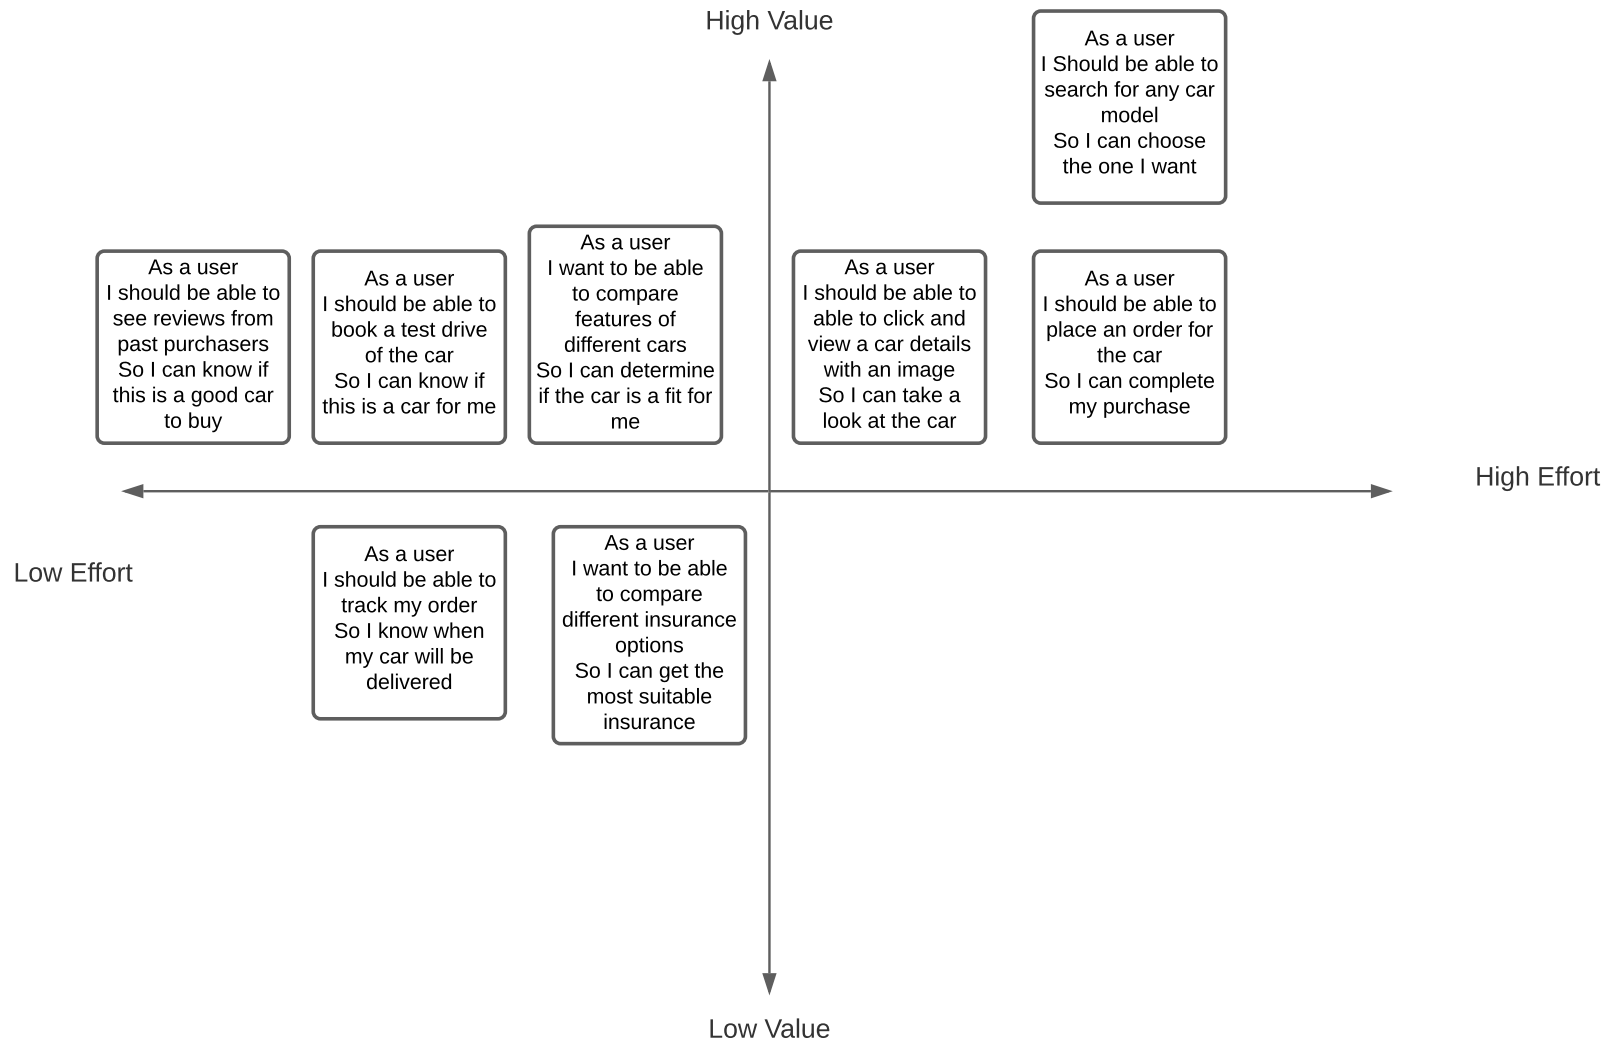 High Value
As a user
I Should be able to
search for any car
model
So I can choose
the one I want
As a user
I should be able to
see reviews from
past purchasers
So I can know if
this is a good car
to buy
As a user
I should be able to
book a test drive
of the car
So I can know if
this is a car for me
As a user
I want to be able
to compare
features of
different cars
So I can determine
if the car is a fit for
me
As a user
I should be able to
able to click and
view a car details
with an image
So I can take a
look at the car
As a user
I should be able to
place an order for
the car
So I can complete
my purchase
High Effort
Low Effort
As a user
I should be able to
track my order
So I know when
my car will be
delivered
As a user
I want to be able
to compare
different insurance
options
So I can get the
most suitable
insurance
Low Value